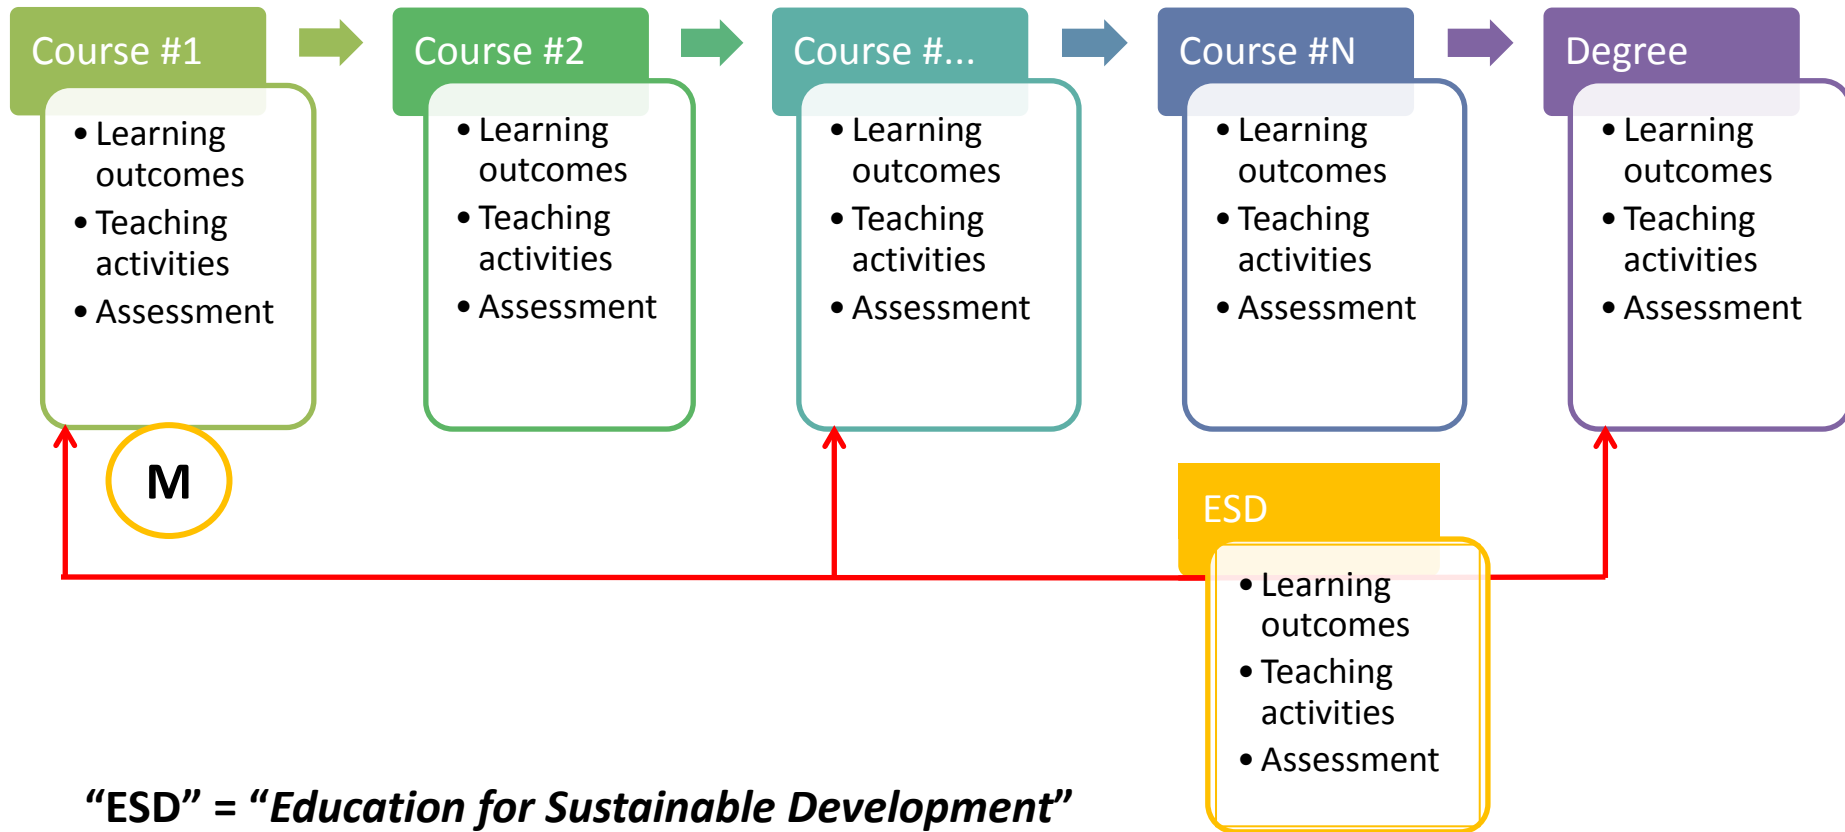 Course #1
• Learning
outcomes
• Teaching
activities
• Assessment
Course #2
• Learning
outcomes
• Teaching
activities
• Assessment
Course #...
• Learning
outcomes
• Teaching
activities
• Assessment
Course #N
• Learning
outcomes
• Teaching
activities
• Assessment
Degree
• Learning
outcomes
• Teaching
activities
• Assessment
M
ESD
• Learning
outcomes
• Teaching
activities
• Assessment
“ESD” = “Education for Sustainable Development”